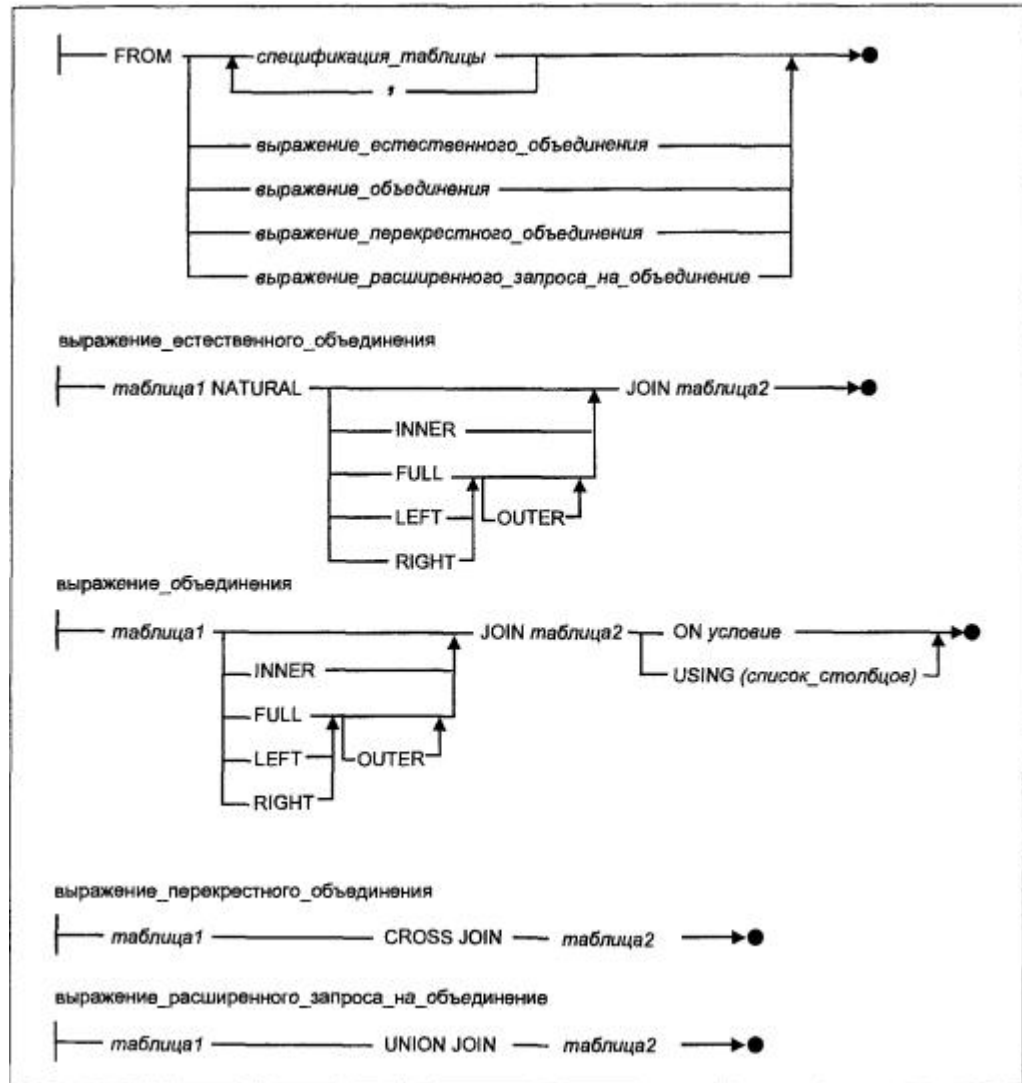 FROM спецификация_таблицы
,
выражение_естественного_объединения
выражение_объединения
выражение_перекрестного_объединения
выражение_расширенного_запроса_на_объединение
выражение_естественного_объединения
таблица1 NATURAL JOIN таблица2
INNER
FULL
LEFT OUTER
RIGHT
выражение_объединения
таблица1 JOIN таблица2 ON условие
INNER USING (список_столбцов)
FULL
LEFT OUTER
RIGHT
выражение_перекрестного_объединения
таблица1 CROSS JOIN таблица2
выражение_расширенного_запроса_на_объединение
таблица1 UNION JOIN таблица2